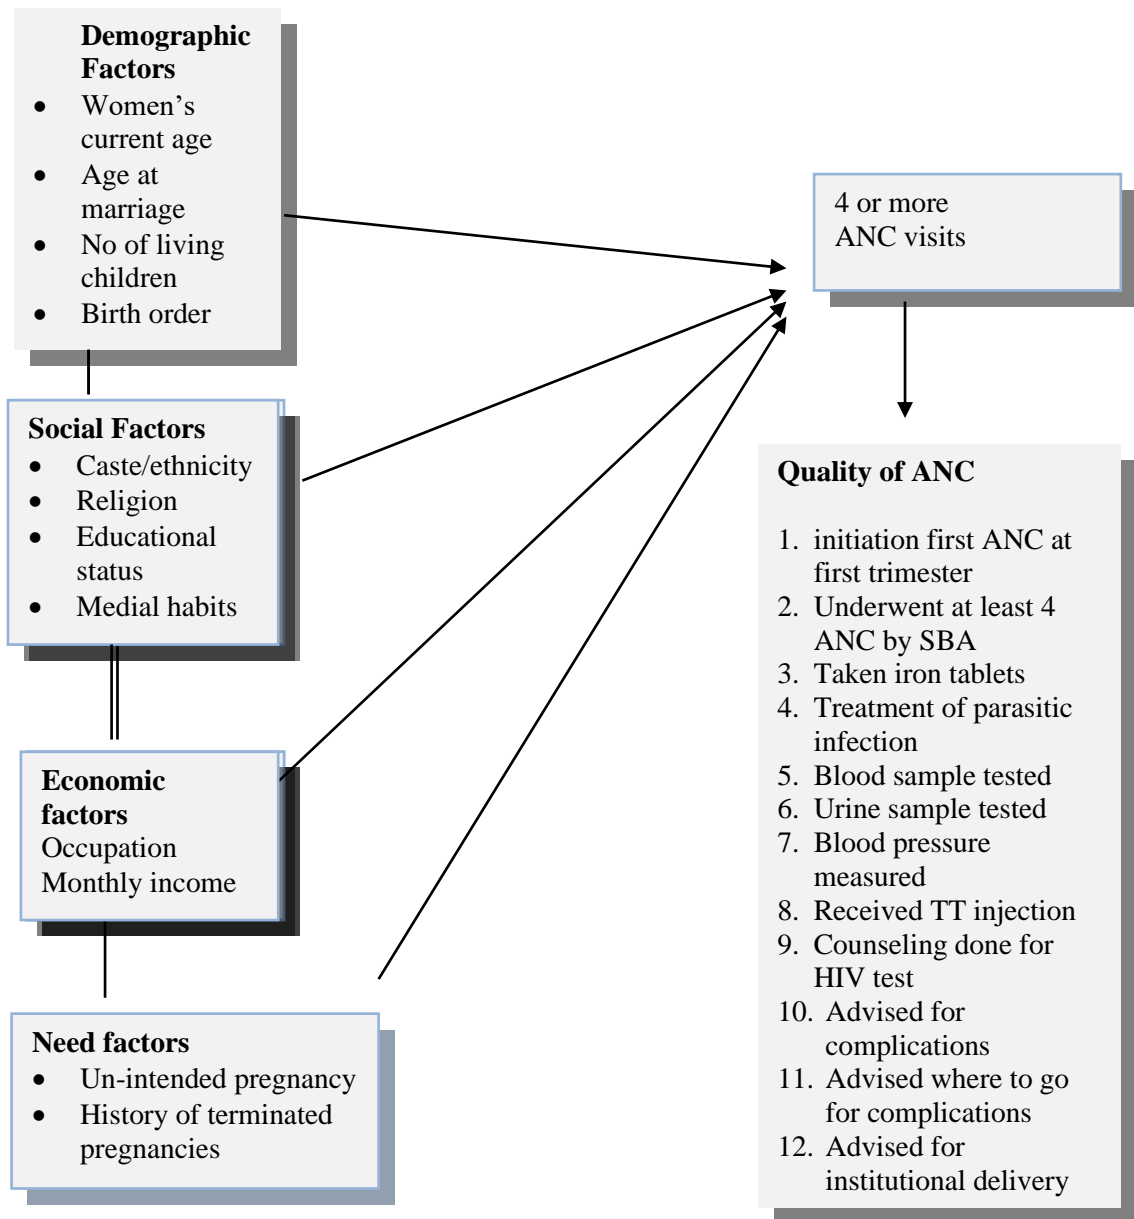 Demographic
Factors
• Women’s
current age
• Age at
marriage
• No of living
children
• Birth order
Social Factors
• Caste/ethnicity
• Religion
• Educational
status
• Medial habits
Economic
factors
Occupation
Monthly income
Need factors
• Un-intended pregnancy
• History of terminated
pregnancies
4 or more
ANC visits
Quality of ANC
1. initiation first ANC at
first trimester
2. Underwent at least 4
ANC by SBA
3. Taken iron tablets
4. Treatment of parasitic
infection
5. Blood sample tested
6. Urine sample tested
7. Blood pressure
measured
8. Received TT injection
9. Counseling done for
HIV test
10. Advised for
complications
11. Advised where to go
for complications
12. Advised for
institutional delivery